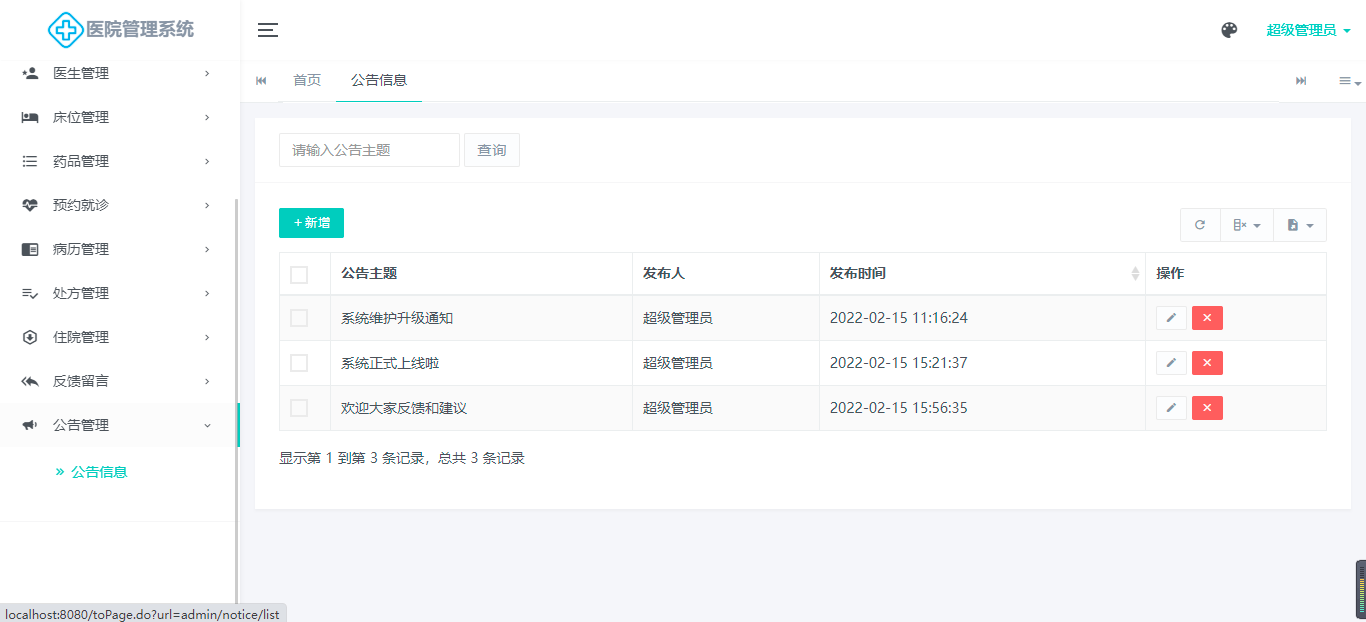 医院管理系统
超级管理员
医生管理
床位管理
药品管理
预约就诊
病历管理
处方管理
住院管理
反馈留言
公告管理
» 公告信息
首页 公告信息
请输入公告主题 查询
+ 新增
公告主题 发布人 发布时间 操作
系统维护升级通知 超级管理员 2022-02-15 11:16:24
系统正式上线啦 超级管理员 2022-02-15 15:21:37
欢迎大家反馈和建议 超级管理员 2022-02-15 15:56:35
显示第 1 到第 3 条记录，总共 3 条记录
localhost:8080/toPage.do?url=admin/notice/list